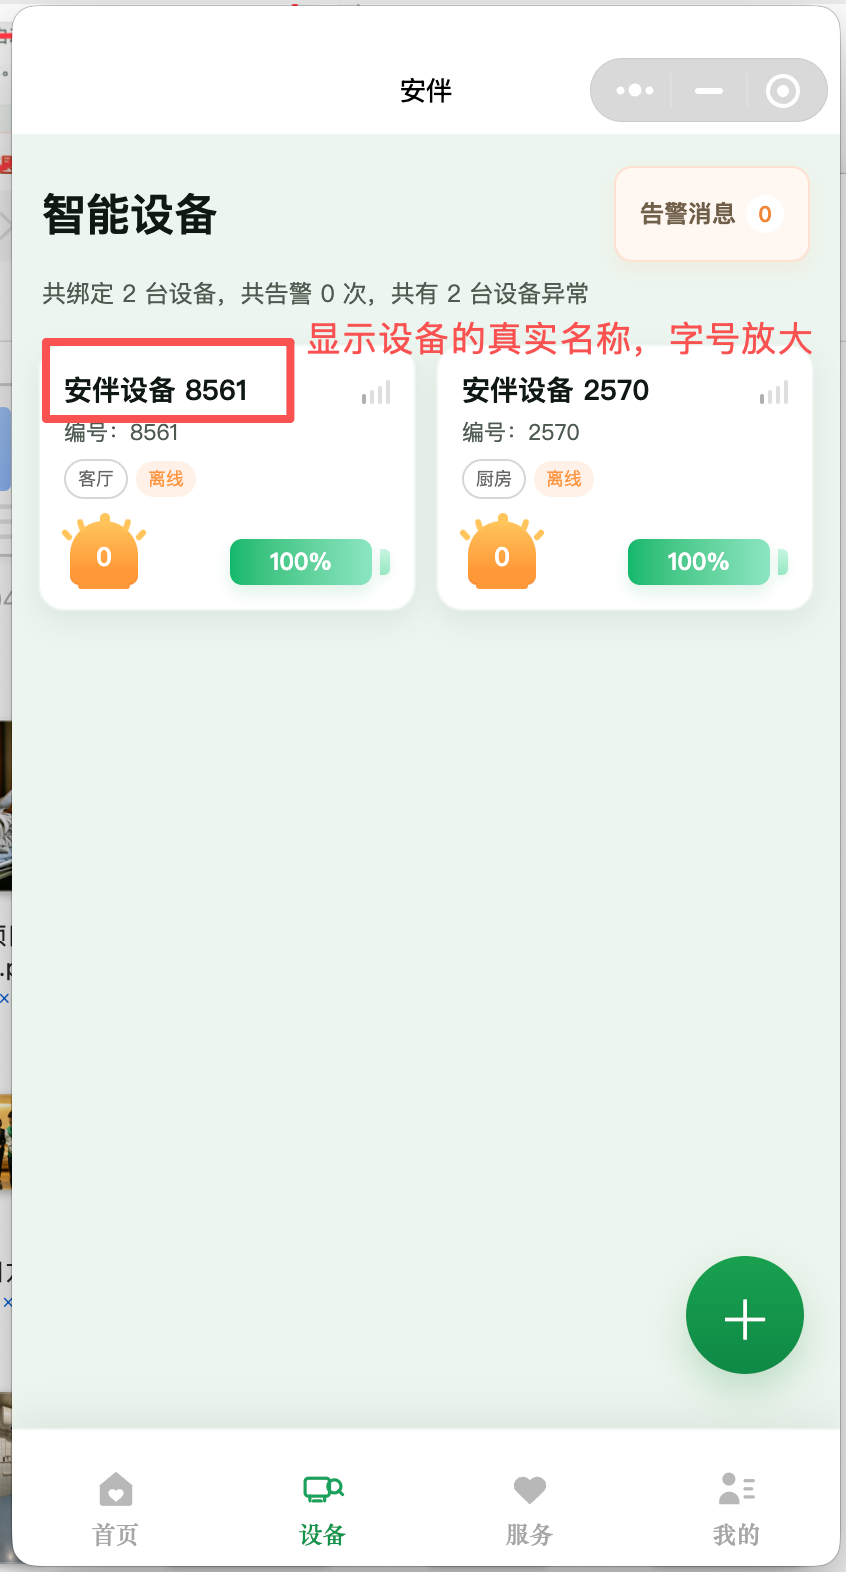 安伴
智能设备
告警消息 0
共绑定 2 台设备，共告警 0 次，共有 2 台设备异常
显示设备的真实名称，字号放大
安伴设备 8561
编号：8561
客厅 离线
0
100%
安伴设备 2570
编号：2570
厨房 离线
0
100%
首页
设备
服务
我的